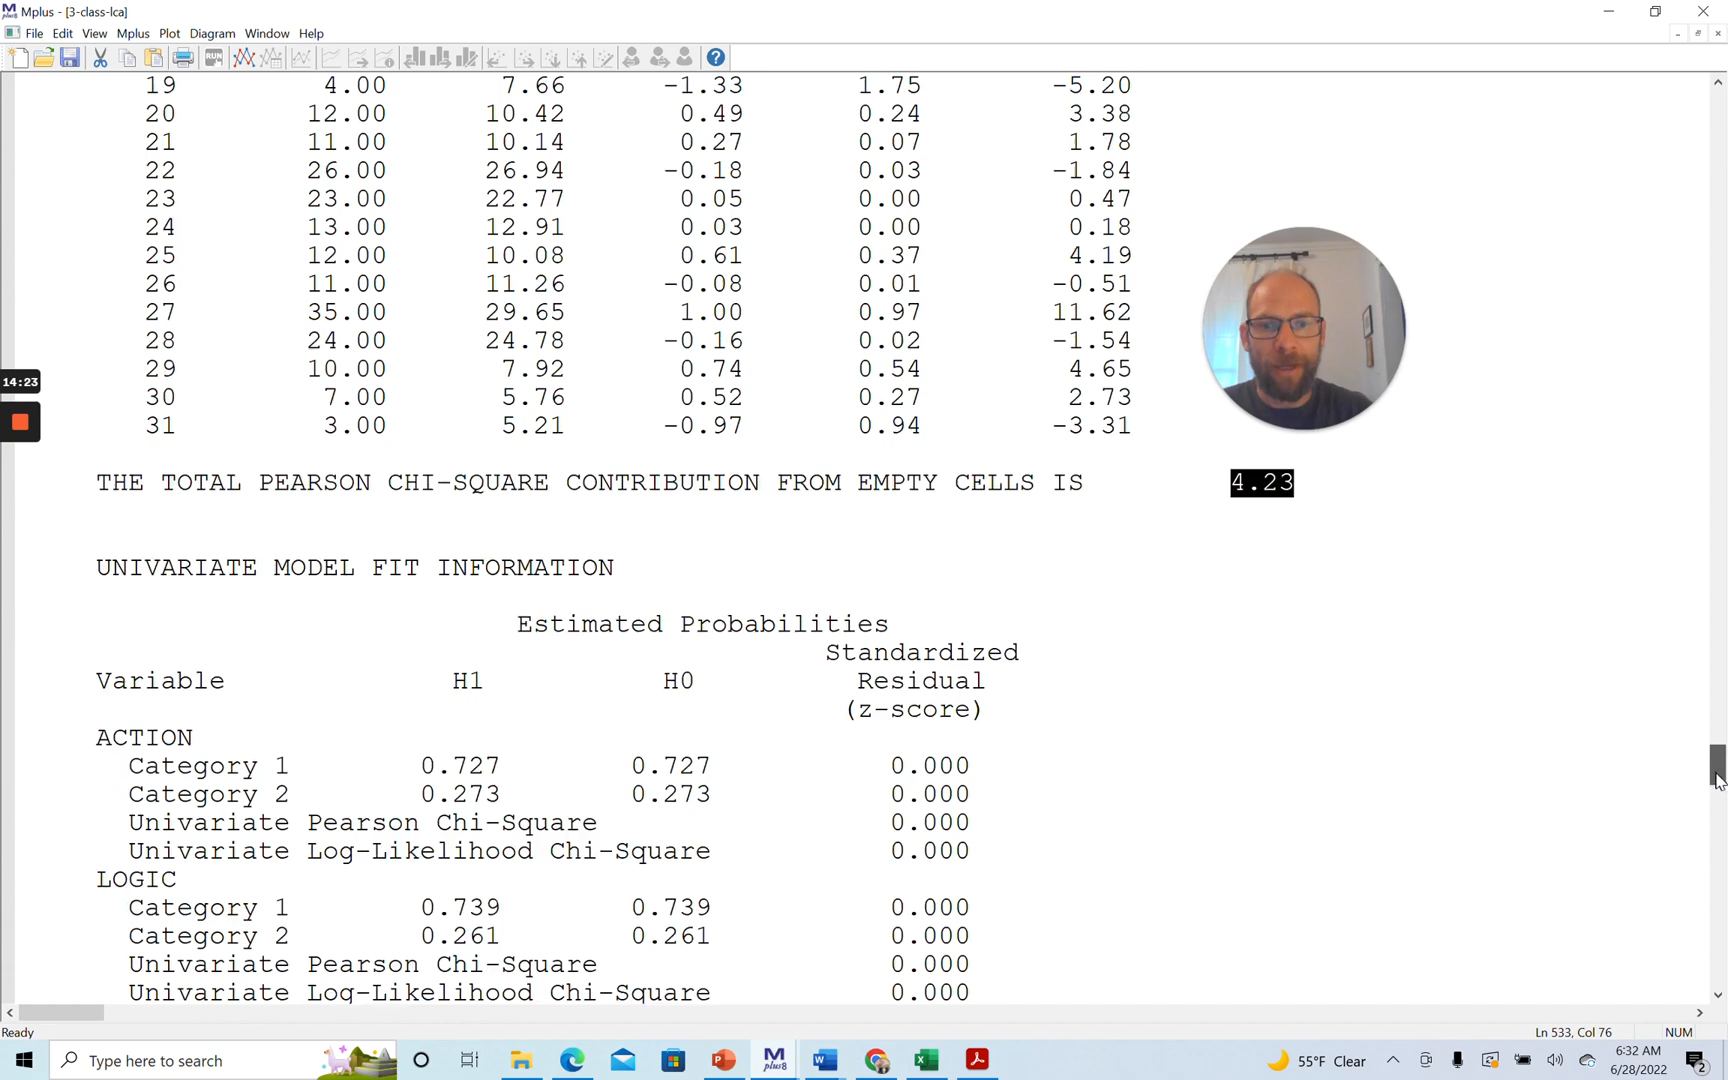 Mplus - [3-class-lca]
File Edit View Mplus Plot Diagram Window Help
RUN
19 4.00 7.66 -1.33 1.75 -5.20
20 12.00 10.42 0.49 0.24 3.38
21 11.00 10.14 0.27 0.07 1.78
22 26.00 26.94 -0.18 0.03 -1.84
23 23.00 22.77 0.05 0.00 0.47
24 13.00 12.91 0.03 0.00 0.18
25 12.00 10.08 0.61 0.37 4.19
26 11.00 11.26 -0.08 0.01 -0.51
27 35.00 29.65 1.00 0.97 11.62
28 24.00 24.78 -0.16 0.02 -1.54
29 10.00 7.92 0.74 0.54 4.65
14:23
30 7.00 5.76 0.52 0.27 2.73
31 3.00 5.21 -0.97 0.94 -3.31
THE TOTAL PEARSON CHI-SQUARE CONTRIBUTION FROM EMPTY CELLS IS 4.23
UNIVARIATE MODEL FIT INFORMATION
Estimated Probabilities
Standardized
Variable H1 H0 Residual
(z-score)
ACTION
Category 1 0.727 0.727 0.000
Category 2 0.273 0.273 0.000
Univariate Pearson Chi-Square 0.000
Univariate Log-Likelihood Chi-Square 0.000
LOGIC
Category 1 0.739 0.739 0.000
Category 2 0.261 0.261 0.000
Univariate Pearson Chi-Square 0.000
Univariate Log-Likelihood Chi-Square 0.000
Ready Ln 533, Col 76 NUM
Type here to search
55°F Clear
6:32 AM
6/28/2022
2